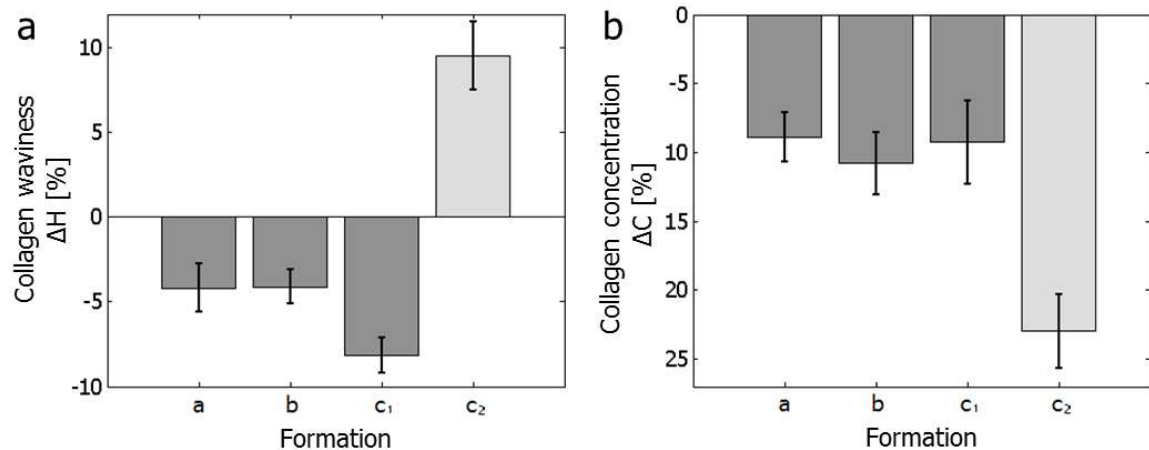 a
Collagen waviness
ΔH [%]
10
5
0
-5
-10
a b c₁ c₂
Formation
b
Collagen concentration
ΔC [%]
0
-5
10
15
20
25
a b c₁ c₂
Formation